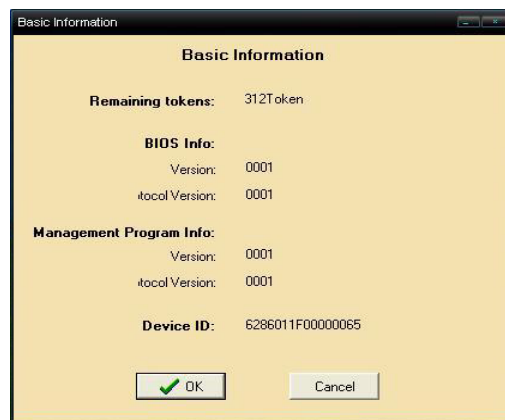 Basic Information
Basic Information
Remaining tokens: 312Token
BIOS Info:
Version: 0001
tocol Version: 0001
Management Program Info:
Version: 0001
tocol Version: 0001
Device ID: 6286011F00000065
OK Cancel